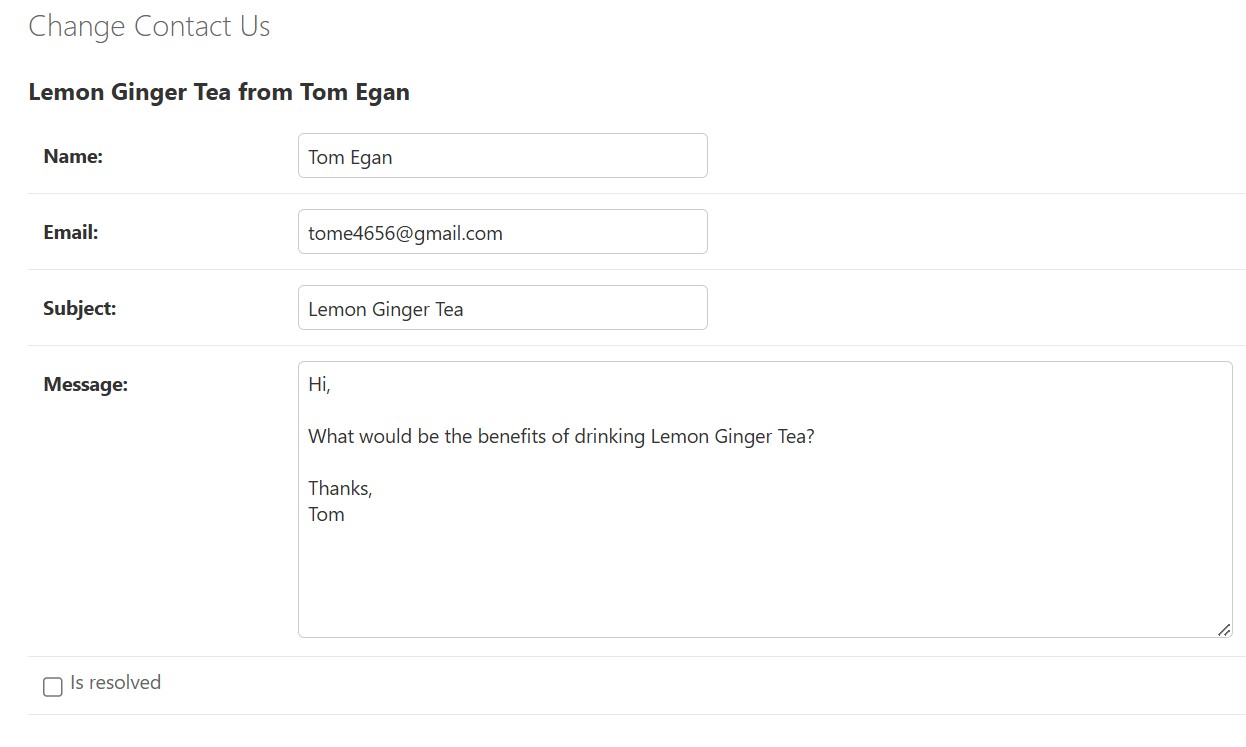 Change Contact Us
Lemon Ginger Tea from Tom Egan
Name:
Tom Egan
Email:
tome4656@gmail.com
Subject:
Lemon Ginger Tea
Message:
Hi,
What would be the benefits of drinking Lemon Ginger Tea?
Thanks,
Tom
Is resolved